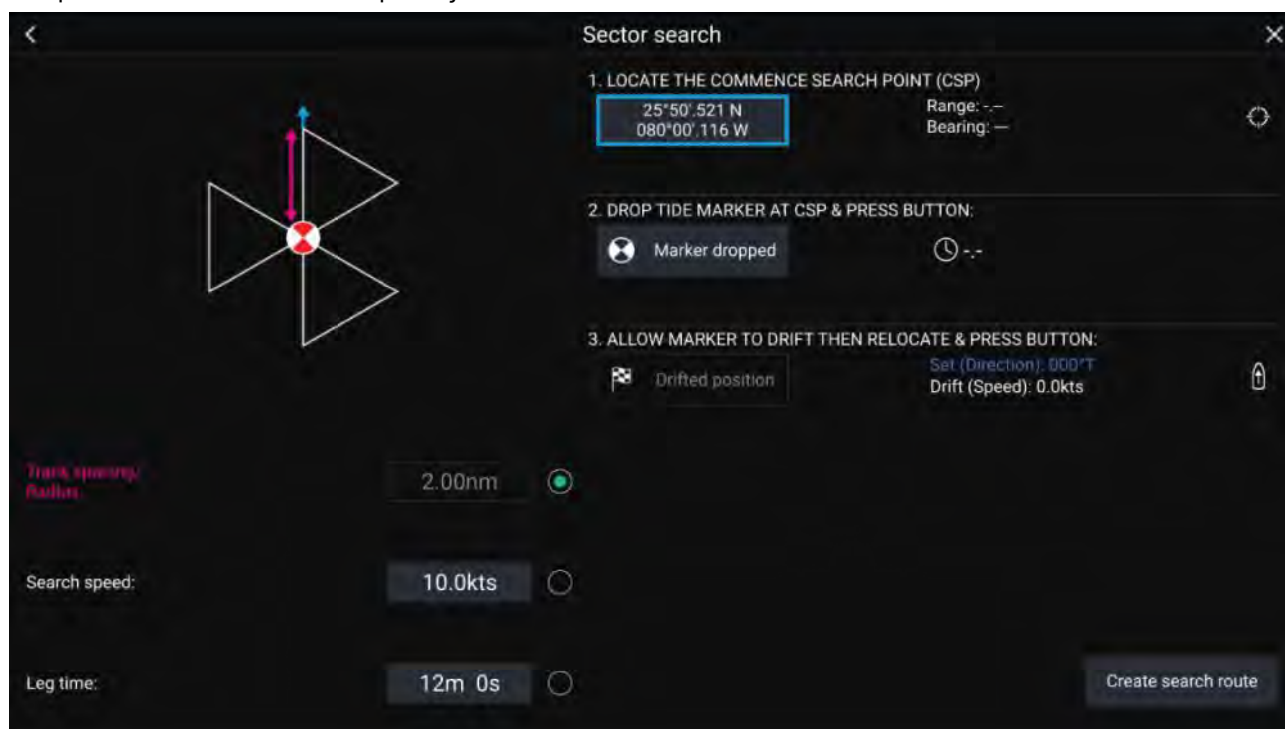 Sector search
1. LOCATE THE COMMENCE SEARCH POINT (CSP)
25°50'.521 N
080°00'.116 W
Range: -.--
Bearing: —
2. DROP TIDE MARKER AT CSP & PRESS BUTTON:
Marker dropped
-.-
3. ALLOW MARKER TO DRIFT THEN RELOCATE & PRESS BUTTON:
Drifted position
Set (Direction): 000°T
Drift (Speed): 0.0kts
Track spacing/
Radius:
2.00nm
Search speed:
10.0kts
Leg time:
12m 0s
Create search route